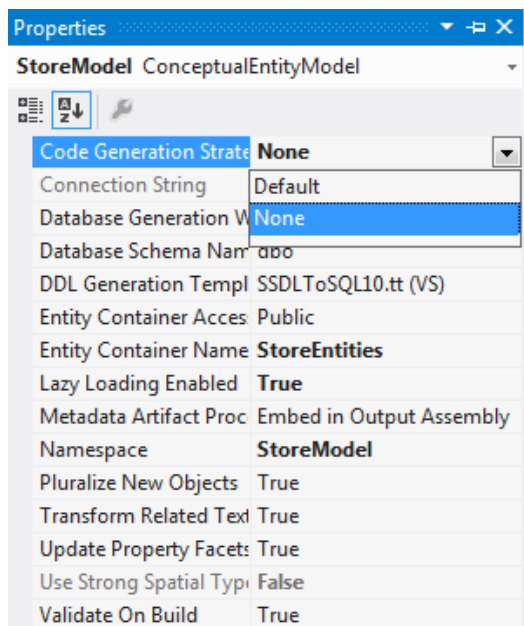 Properties
StoreModel ConceptualEntityModel
Code Generation Strate None
Connection String Default
Database Generation W None
Database Schema Nam dbo
DDL Generation Templ SSDLToSQL10.tt (VS)
Entity Container Acces Public
Entity Container Name StoreEntities
Lazy Loading Enabled True
Metadata Artifact Proc Embed in Output Assembly
Namespace StoreModel
Pluralize New Objects True
Transform Related Text True
Update Property Facets True
Use Strong Spatial Type False
Validate On Build True